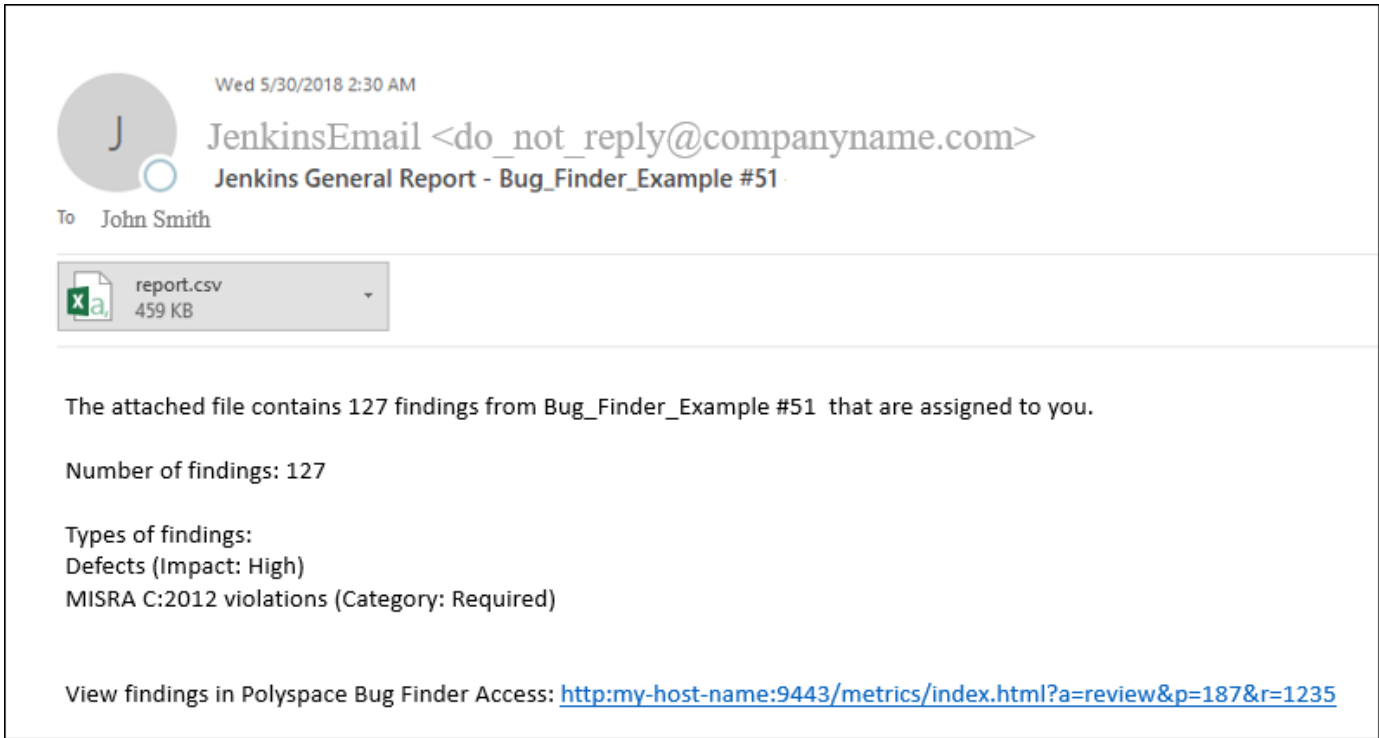 Wed 5/30/2018 2:30 AM
J
JenkinsEmail <do_not_reply@companyname.com>
Jenkins General Report - Bug_Finder_Example #51
To John Smith
report.csv
459 KB
The attached file contains 127 findings from Bug_Finder_Example #51  that are assigned to you.
Number of findings: 127
Types of findings:
Defects (Impact: High)
MISRA C:2012 violations (Category: Required)
View findings in Polyspace Bug Finder Access: http:my-host-name:9443/metrics/index.html?a=review&p=187&r=1235